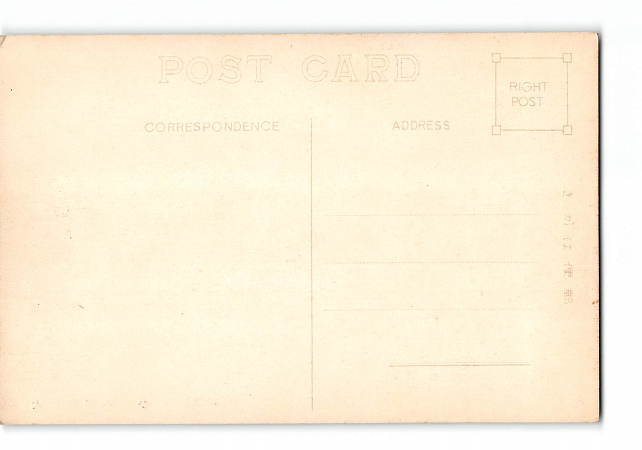 POST CARD
CORRESPONDENCE
ADDRESS
RIGHT
POST